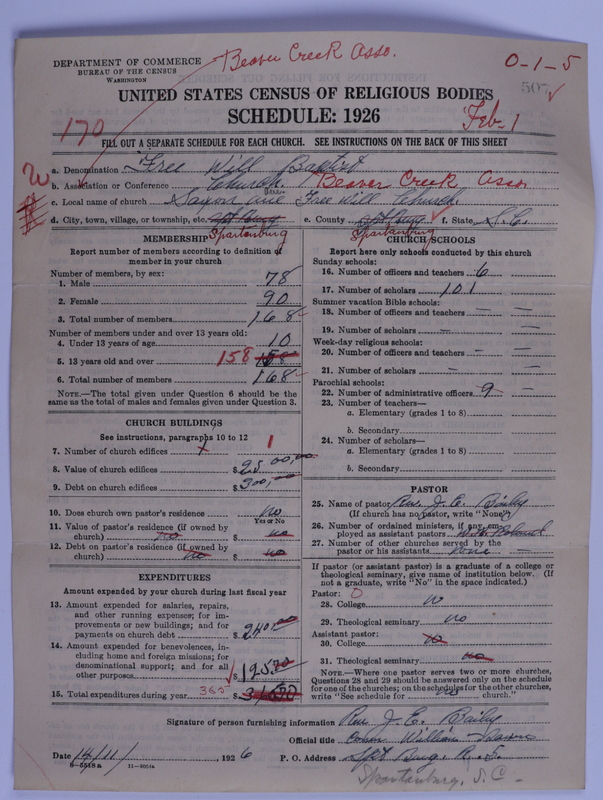 Beaver Creek Asso.
O-1-5
DEPARTMENT OF COMMERCE
BUREAU OF THE CENSUS
WASHINGTON
507
UNITED STATES CENSUS OF RELIGIOUS BODIES
SCHEDULE: 1926
Feb-1
170
FILL OUT A SEPARATE SCHEDULE FOR EACH CHURCH. SEE INSTRUCTIONS ON THE BACK OF THIS SHEET
a. Denomination Free Will Baptist
b. Association or Conference Church. Beaver Creek Asso
W
c. Local name of church Saxon Ave Free Will Church
d. City, town, village, or township, etc. Spartanburg e. County Spartanburg f. State S.C.
MEMBERSHIP
Report number of members according to definition of
member in your church
Number of members, by sex:
1. Male 78
2. Female 90
3. Total number of members 168
Number of members under and over 13 years old:
4. Under 13 years of age 10
5. 13 years old and over 158 158
6. Total number of members 168
NOTE.—The total given under Question 6 should be the
same as the total of males and females given under Question 3.
CHURCH BUILDINGS
See instructions, paragraphs 10 to 12
7. Number of church edifices 1
8. Value of church edifices $2500,00
9. Debt on church edifices $300,00
10. Does church own pastor's residence no
Yes or No
11. Value of pastor's residence (if owned by
church) no $ no
12. Debt on pastor's residence (if owned by
church) no $ no
EXPENDITURES
Amount expended by your church during last fiscal year
13. Amount expended for salaries, repairs,
and other running expenses; for im-
provements or new buildings; and for
payments on church debt $
14. Amount expended for benevolences, in-
cluding home and foreign missions; for
denominational support; and for all
other purposes $
15. Total expenditures during year $
CHURCH SCHOOLS
Report here only schools conducted by this church
Sunday schools:
16. Number of officers and teachers 6
17. Number of scholars 101
Summer vacation Bible schools:
18. Number of officers and teachers — —
19. Number of scholars — —
Week-day religious schools:
20. Number of officers and teachers — —
21. Number of scholars — —
Parochial schools:
22. Number of administrative officers 9 —
23. Number of teachers—
a. Elementary (grades 1 to 8)
b. Secondary
24. Number of scholars—
a. Elementary (grades 1 to 8)
b. Secondary
PASTOR
25. Name of pastor Rev. J. E. Baily
(If church has no pastor, write "None")
26. Number of ordained ministers, if any, em-
ployed as assistant pastors
27. Number of other churches served by the
pastor or his assistants none —
If pastor (or assistant pastor) is a graduate of a college or
theological seminary, give name of institution below. (If
not a graduate, write "No" in the space indicated.)
Pastor: O
28. College no
29. Theological seminary no
Assistant pastor:
30. College no
31. Theological seminary no
NOTE.—Where one pastor serves two or more churches,
Questions 28 and 29 should be answered only on the schedule
for one of the churches; on the schedules for the other churches,
write "See schedule for no church."
Signature of person furnishing information Rev. J. E. Baily
Official title William
Date 14/11/ 1926 P. O. Address Spt Burg R. 5.
8-5518a 11-9004a
Spartanburg, S.C-